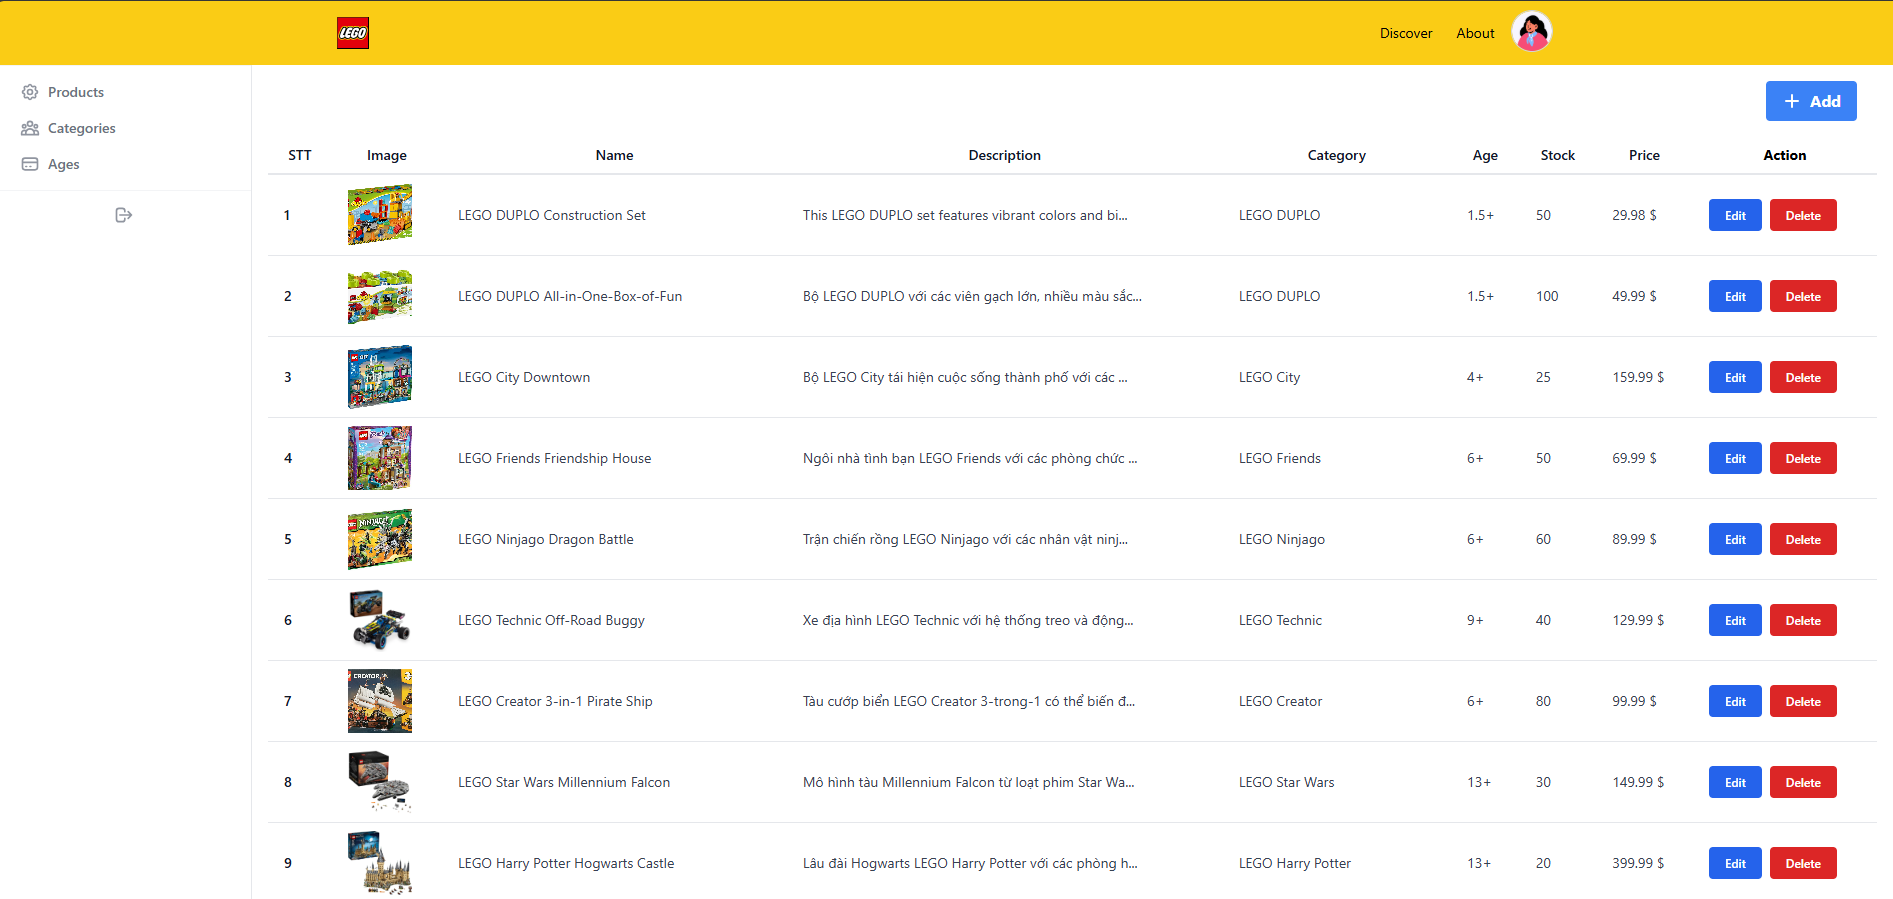 LEGO
Discover About
Products
Categories
Ages
Add
STT Image Name Description Category Age Stock Price Action
1 LEGO DUPLO Construction Set This LEGO DUPLO set features vibrant colors and bi... LEGO DUPLO 1.5+ 50 29.98 $ Edit Delete
2 LEGO DUPLO All-in-One-Box-of-Fun Bộ LEGO DUPLO với các viên gạch lớn, nhiều màu sắc... LEGO DUPLO 1.5+ 100 49.99 $ Edit Delete
3 LEGO City Downtown Bộ LEGO City tái hiện cuộc sống thành phố với các ... LEGO City 4+ 25 159.99 $ Edit Delete
4 LEGO Friends Friendship House Ngôi nhà tình bạn LEGO Friends với các phòng chức ... LEGO Friends 6+ 50 69.99 $ Edit Delete
NINJAGO
5 LEGO Ninjago Dragon Battle Trận chiến rồng LEGO Ninjago với các nhân vật ninj... LEGO Ninjago 6+ 60 89.99 $ Edit Delete
6 LEGO Technic Off-Road Buggy Xe địa hình LEGO Technic với hệ thống treo và động... LEGO Technic 9+ 40 129.99 $ Edit Delete
CREATOR
7 LEGO Creator 3-in-1 Pirate Ship Tàu cướp biển LEGO Creator 3-trong-1 có thể biến đ... LEGO Creator 6+ 80 99.99 $ Edit Delete
8 LEGO Star Wars Millennium Falcon Mô hình tàu Millennium Falcon từ loạt phim Star Wa... LEGO Star Wars 13+ 30 149.99 $ Edit Delete
9 LEGO Harry Potter Hogwarts Castle Lâu đài Hogwarts LEGO Harry Potter với các phòng h... LEGO Harry Potter 13+ 20 399.99 $ Edit Delete